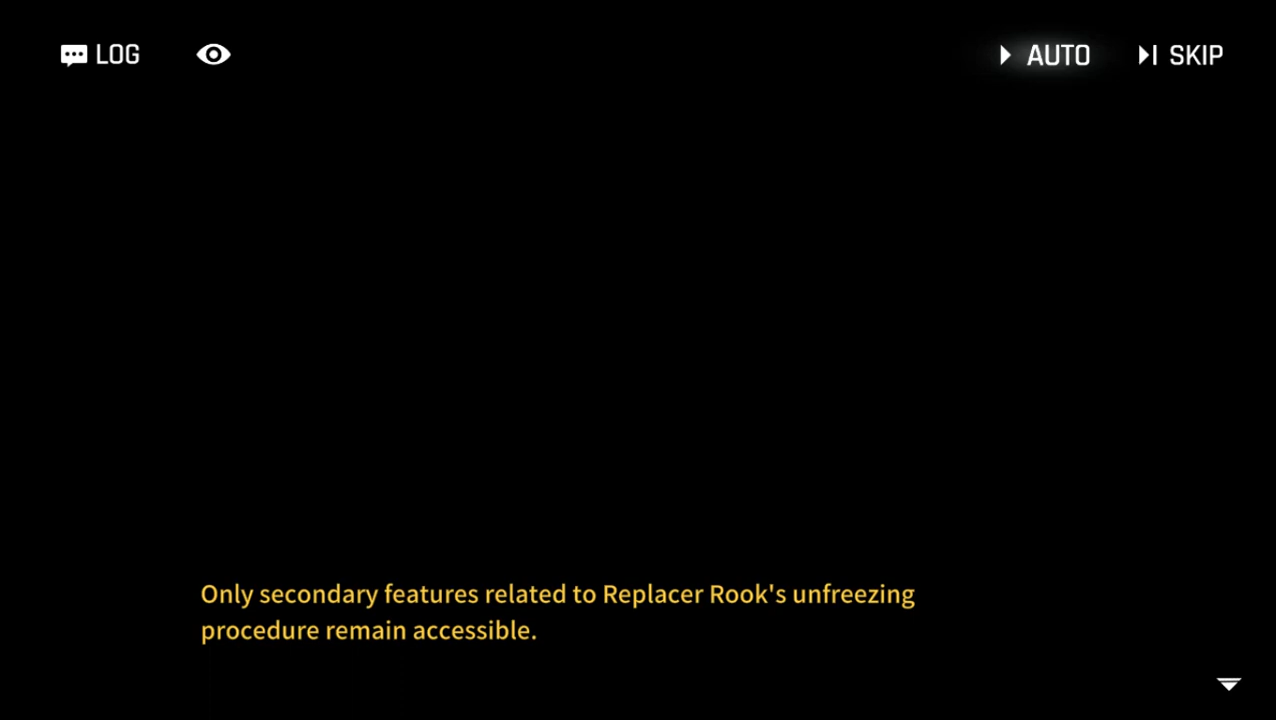 LOG
AUTO
SKIP
Only secondary features related to Replacer Rook's unfreezing
procedure remain accessible.